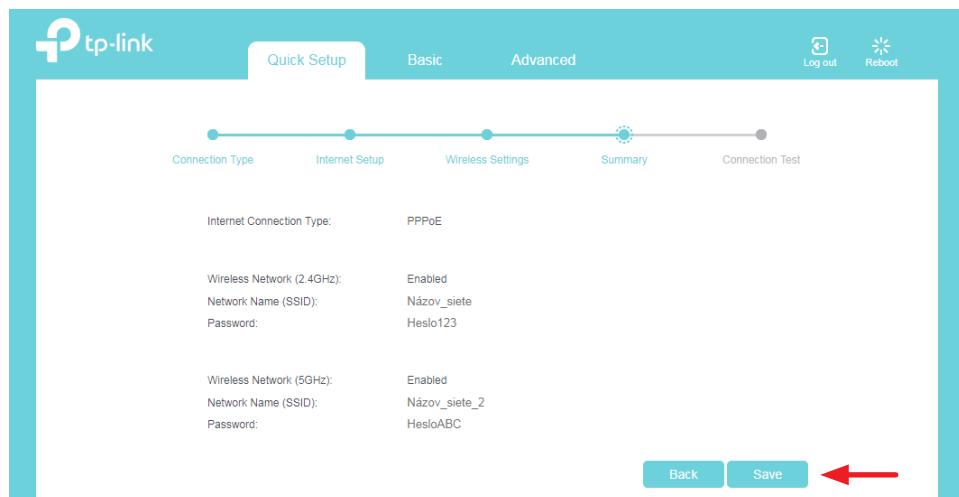 tp-link
Quick Setup Basic Advanced Log out Reboot
Connection Type Internet Setup Wireless Settings Summary Connection Test
Internet Connection Type: PPPoE
Wireless Network (2.4GHz): Enabled
Network Name (SSID): Názov_siete
Password: Heslo123
Wireless Network (5GHz): Enabled
Network Name (SSID): Názov_siete_2
Password: HesloABC
Back Save